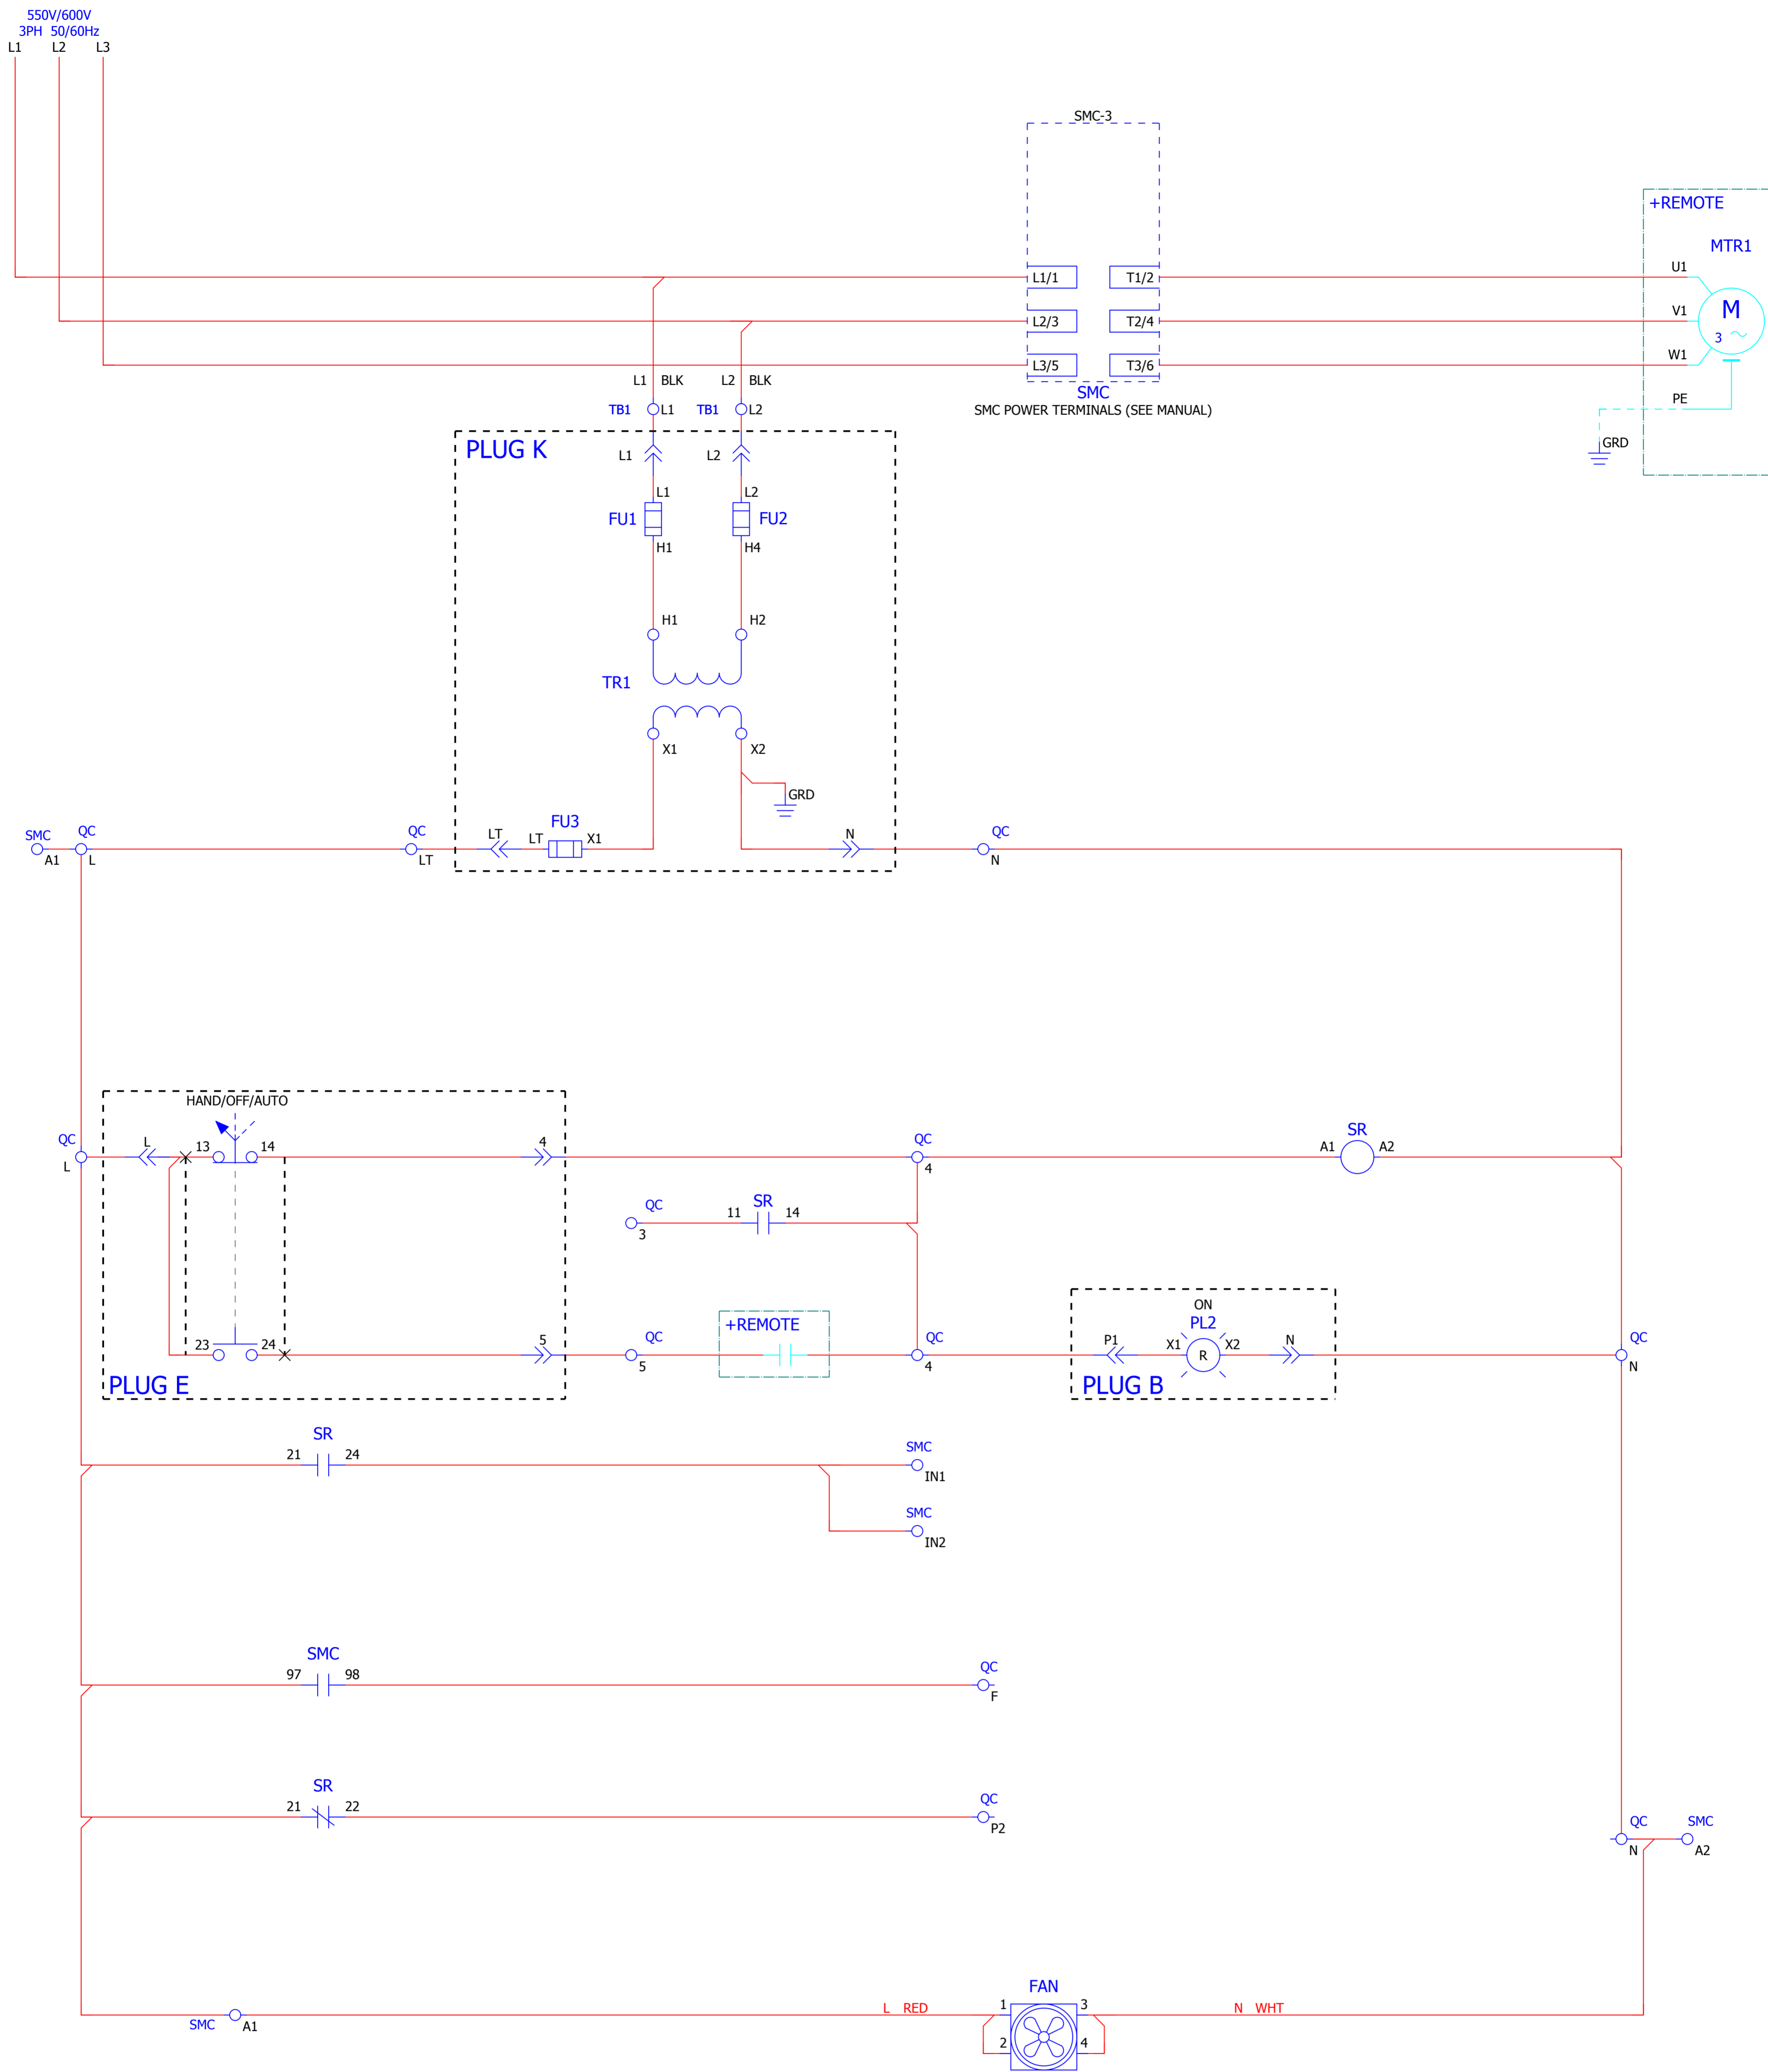 550V/600V
3PH 50/60Hz
L1 L2 L3
SMC-3
+REMOTE
MTR1
U1
L1/1 T1/2
M
V1
L2/3 T2/4
3
W1
L3/5 T3/6
L1 BLK L2 BLK
SMC
PE
TB1 L1 TB1 L2
SMC POWER TERMINALS (SEE MANUAL)
GRD
PLUG K
L1 L2
L1 L2
FU1 FU2
H1 H4
H1 H2
TR1
X1 X2
GRD
FU3
SMC QC QC LT LT X1 N QC
A1 L LT N
HAND/OFF/AUTO
QC L 13 14 4 QC SR
A1 A2
L 4
QC SR
11 14
3
ON
+REMOTE PL2
23 24 5 QC QC P1 X1 X2 N QC
R
5 4 N
PLUG E PLUG B
SR SMC
21 24
IN1
SMC
IN2
SMC QC
97 98
F
SR QC
21 22
P2
QC SMC
N A2
FAN
L RED 1 3 N WHT
SMC A1
2 4